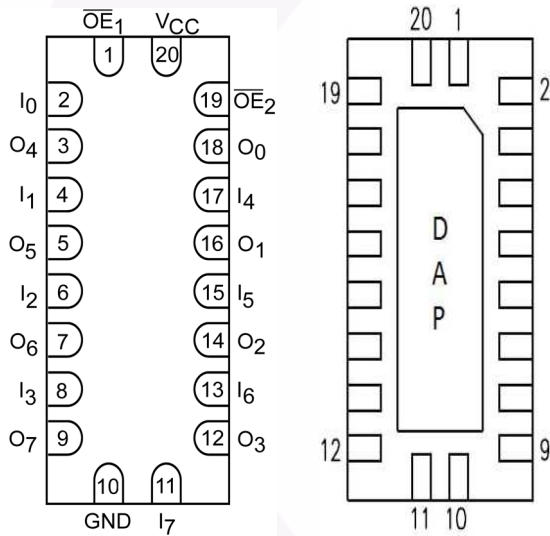 OE1 VCC
1 20
I0 2 19 OE2
O4 3 18 O0
I1 4 17 I4
O5 5 16 O1
I2 6 15 I5
O6 7 14 O2
I3 8 13 I6
O7 9 12 O3
10 11
GND I7
20 1
19 2
D
A
P
12 9
11 10